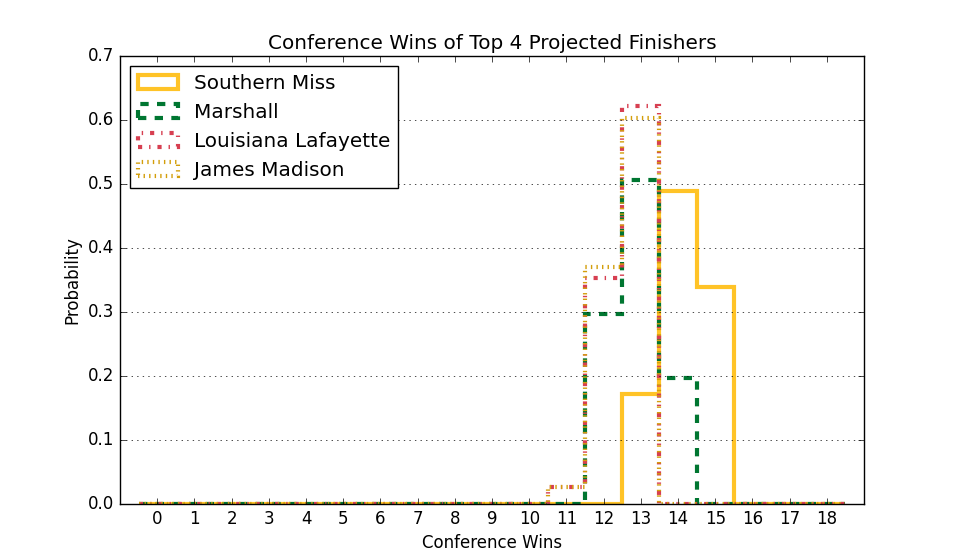 Conference Wins of Top 4 Projected Finishers
0.7
0.6
0.5
0.4
0.3
0.2
0.1
0.0
Probability
Southern Miss
Marshall
Louisiana Lafayette
James Madison
0 1 2 3 4 5 6 7 8 9 10 11 12 13 14 15 16 17 18
Conference Wins